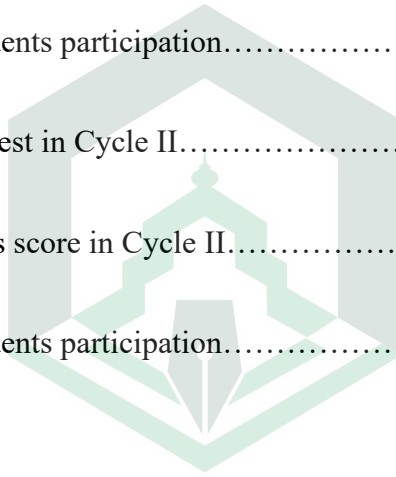 ents participation…………………
est in Cycle II…………………
s score in Cycle II………………
ents participation…………………